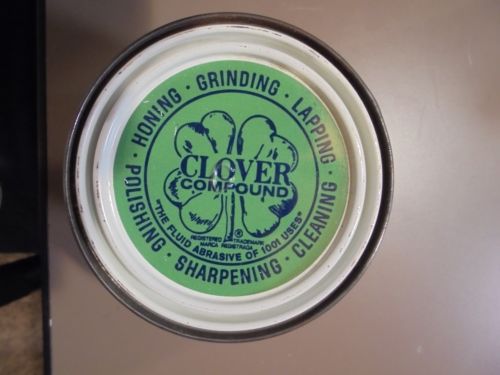 HONING · GRINDING · LAPPING · CLEANING · SHARPENING · POLISHING ·
CLOVER
COMPOUND
®
REGISTERED TRADEMARK
MARCA REGISTRADA
"THE FLUID ABRASIVE OF 1001 USES"